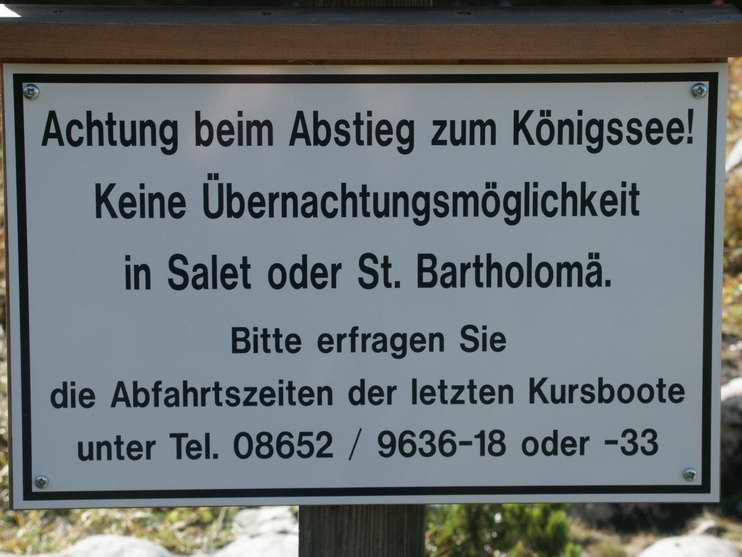 Achtung beim Abstieg zum Königssee!
Keine Übernachtungsmöglichkeit
in Salet oder St. Bartholomä.
Bitte erfragen Sie
die Abfahrtszeiten der letzten Kursboote
unter Tel. 08652 / 9636-18 oder -33